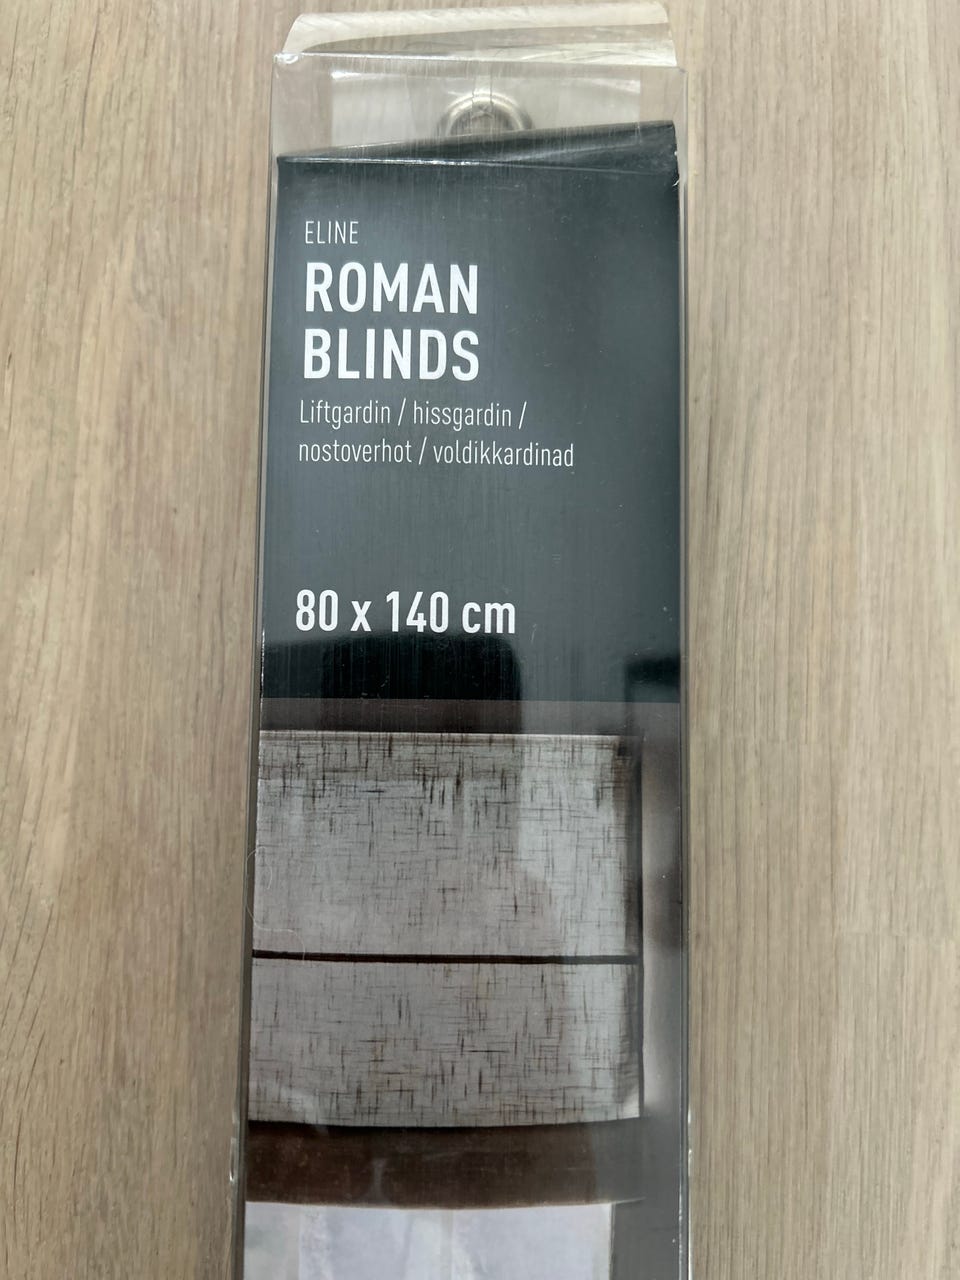 ELINE
ROMAN
BLINDS
Liftgardin / hissgardin /
nostoverhot / voldikkardinad
80 x 140 cm